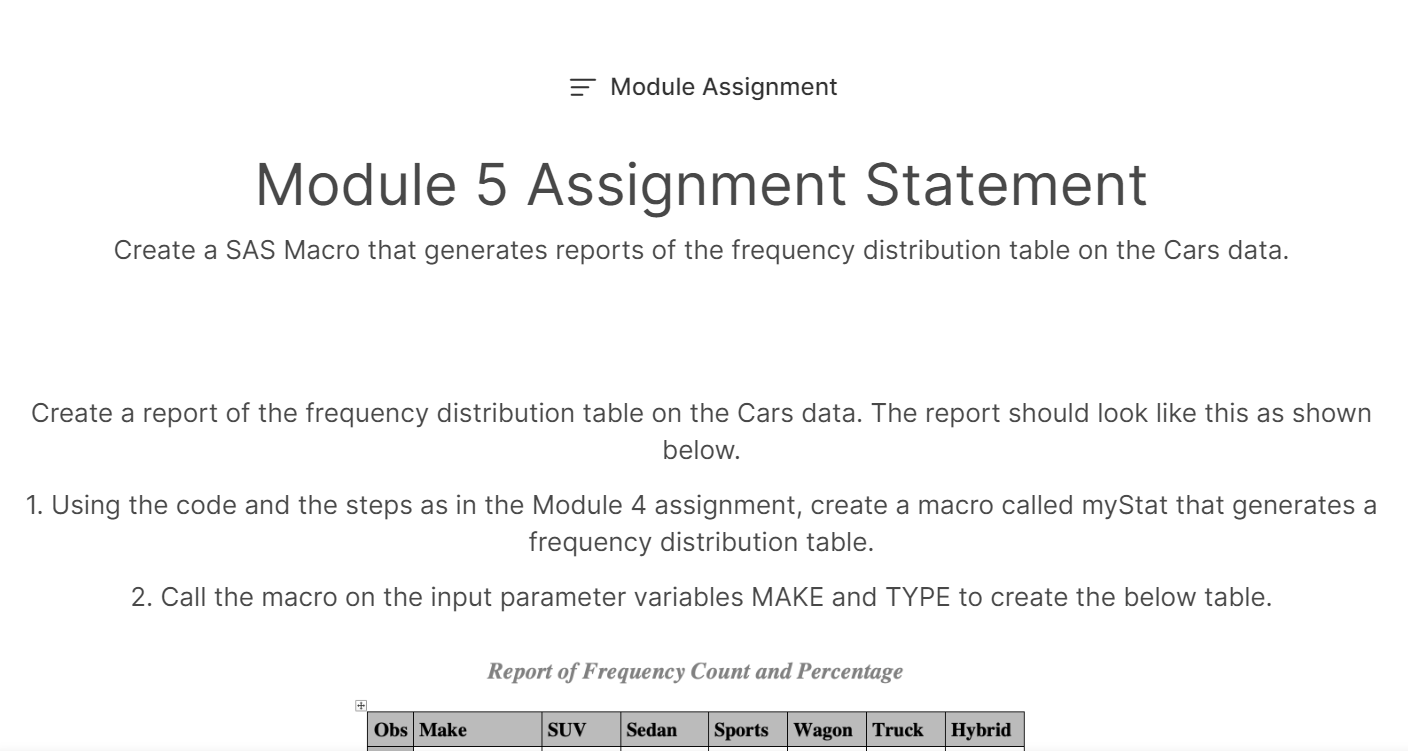 Module Assignment
Module 5 Assignment Statement
Create a SAS Macro that generates reports of the frequency distribution table on the Cars data.
Create a report of the frequency distribution table on the Cars data. The report should look like this as shown
below.
1. Using the code and the steps as in the Module 4 assignment, create a macro called myStat that generates a
frequency distribution table.
2. Call the macro on the input parameter variables MAKE and TYPE to create the below table.
Report of Frequency Count and Percentage
Obs Make SUV Sedan Sports Wagon Truck Hybrid